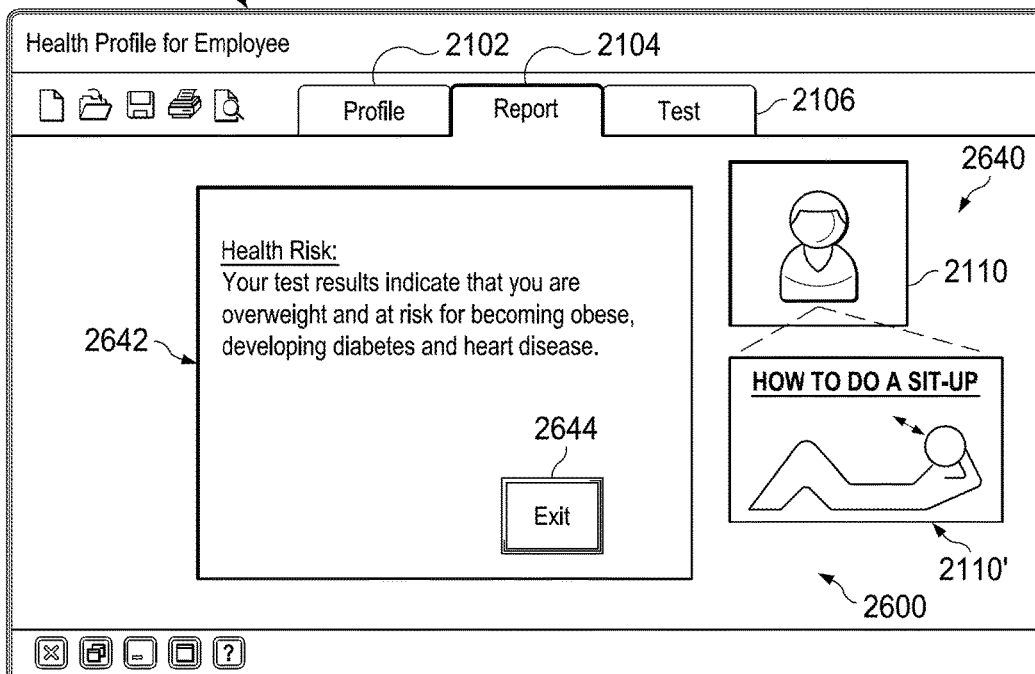 Health Profile for Employee
2102
2104
Profile
Report
Test
2106
2640
2110
Health Risk:
Your test results indicate that you are
overweight and at risk for becoming obese,
developing diabetes and heart disease.
2642
HOW TO DO A SIT-UP
2644
Exit
2110'
2600
?